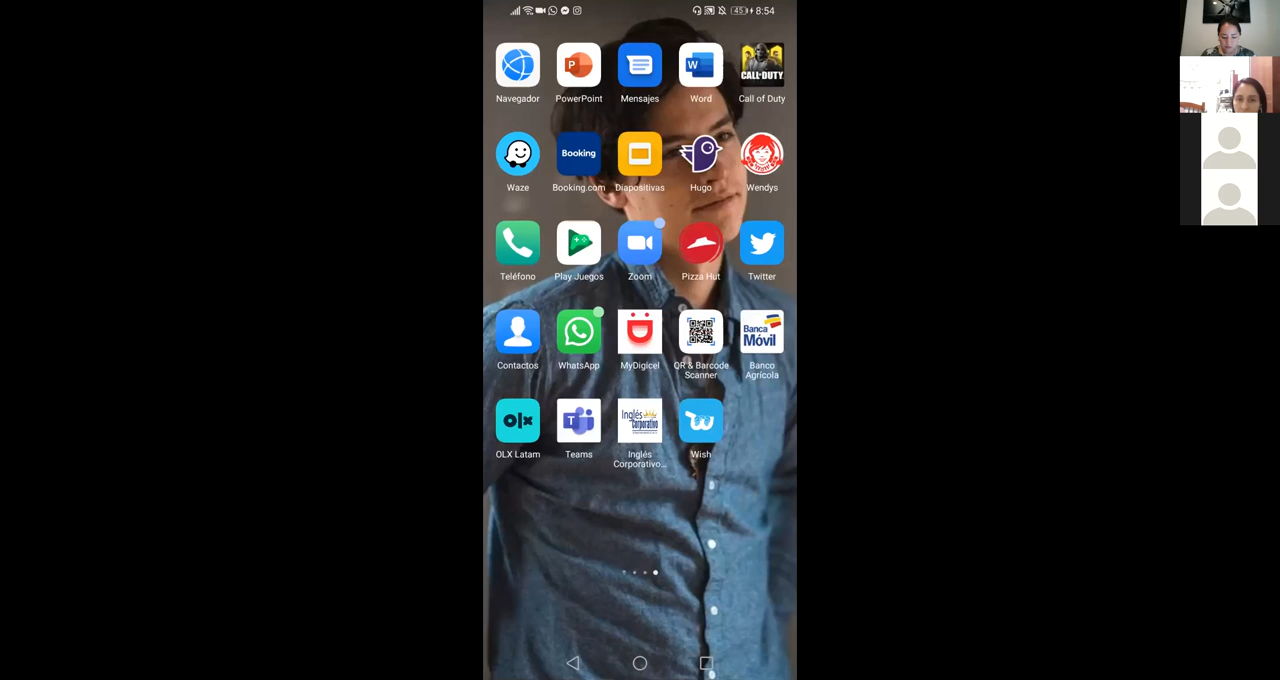 45 8:54
Navegador PowerPoint Mensajes Word Call of Duty
P W CALL·DUTY
Booking
Waze Booking.com Diapositivas Hugo Wendys
Teléfono Play Juegos Zoom Pizza Hut Twitter
Banca
Móvil
Contactos WhatsApp MyDigicel QR & Barcode Scanner Banco Agrícola
olx T Inglés corporativo
OLX Latam Teams Inglés Corporativo... Wish